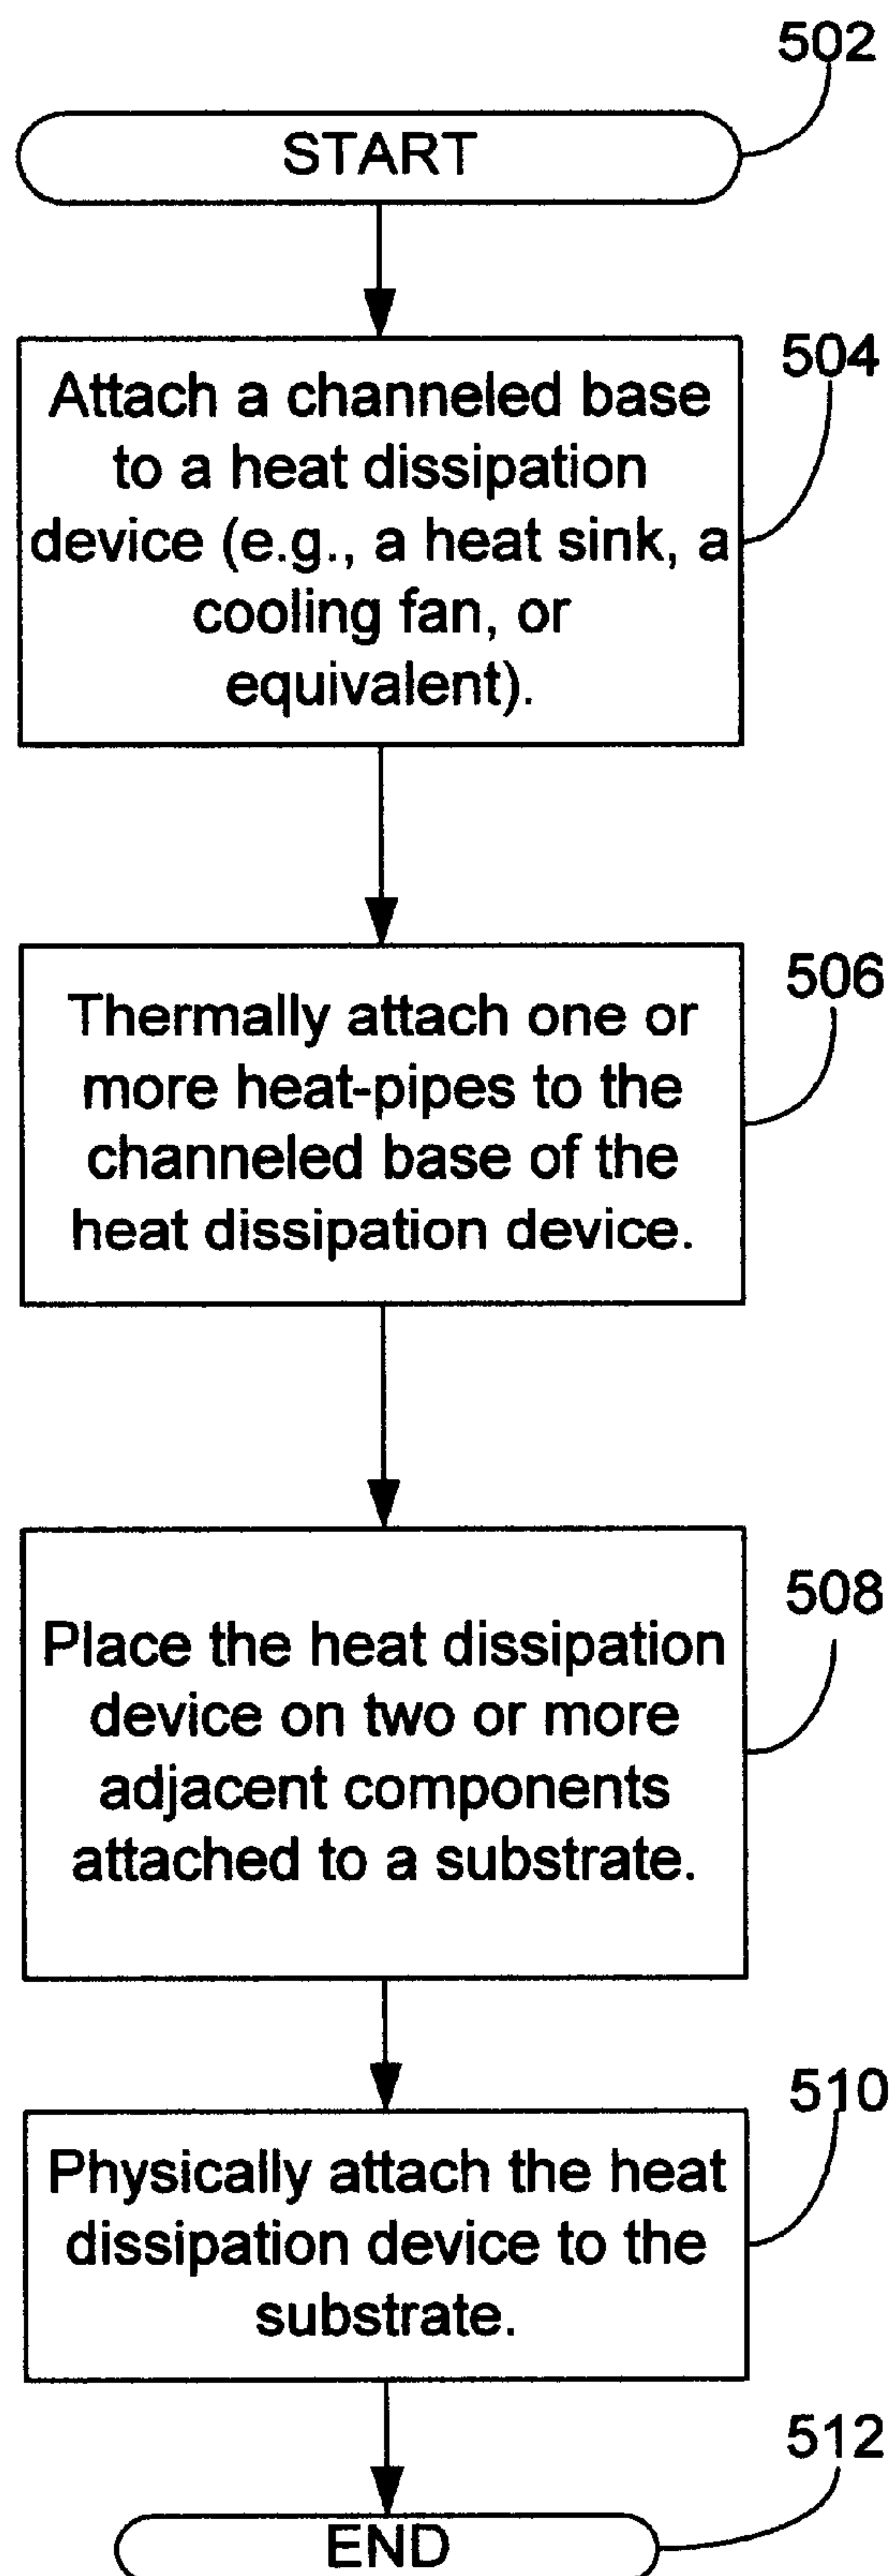 502
START
504
Attach a channeled base
to a heat dissipation
device (e.g., a heat sink, a
cooling fan, or
equivalent).
506
Thermally attach one or
more heat-pipes to the
channeled base of the
heat dissipation device.
508
Place the heat dissipation
device on two or more
adjacent components
attached to a substrate.
510
Physically attach the heat
dissipation device to the
substrate.
512
END